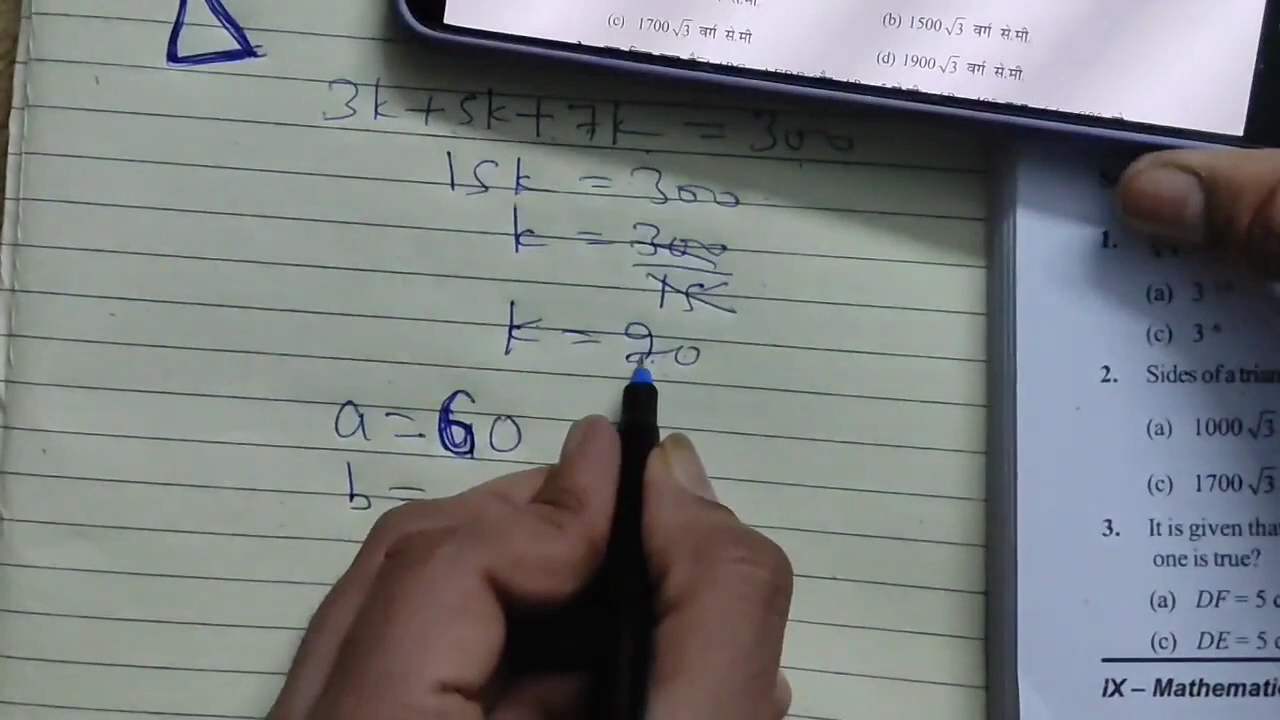 (c) 1700√3 वर्ग से.मी
(b) 1500√3 वर्ग से.मी.
(d) 1900√3 वर्ग से.मी.
3k+5k+7k = 300
15k = 300
k = 300/15
k = 20
a = 60
b =
1.
(a) 3
(c) 3
2. Sides of a trian
(a) 1000√3
(c) 1700√3
3. It is given tha
one is true?
(a) DF = 5 c
(c) DE = 5 c
IX – Mathemati